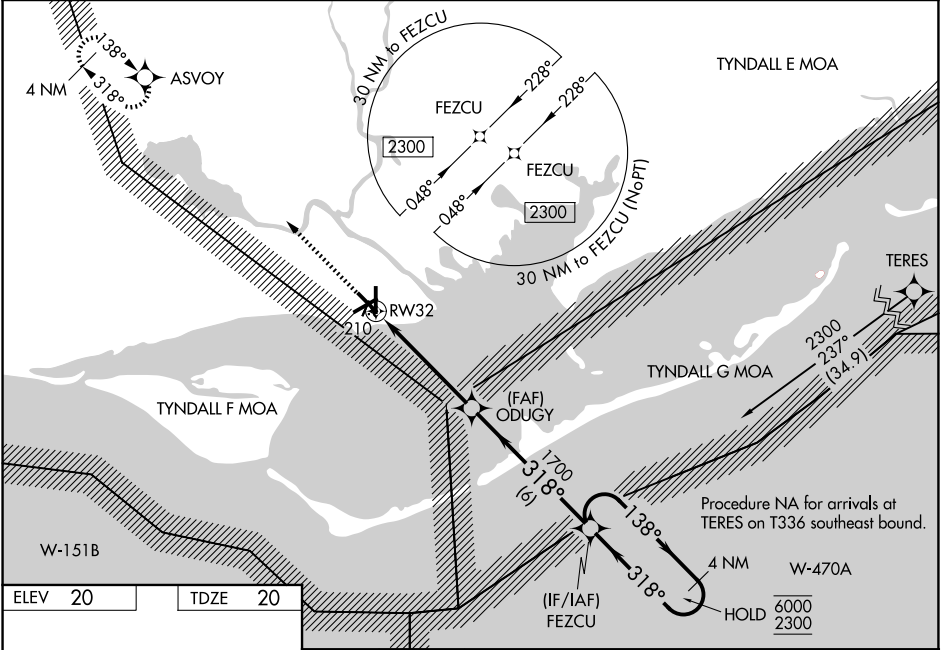 30 NM to FEZCU
TYNDALL E MOA
138°
ASVOY
4 NM
318°
228°
228°
FEZCU
2300
FEZCU
048°
048°
2300
30 NM to FEZCU (NoPT)
TERES
RW32
210
2300
237°
(34.9)
TYNDALL G MOA
(FAF)
ODUGY
TYNDALL F MOA
1700
318°
(6)
138°
Procedure NA for arrivals at
TERES on T336 southeast bound.
W-151B
4 NM
W-470A
318°
(IF/IAF)
FEZCU
HOLD
6000
2300
ELEV 20
TDZE 20